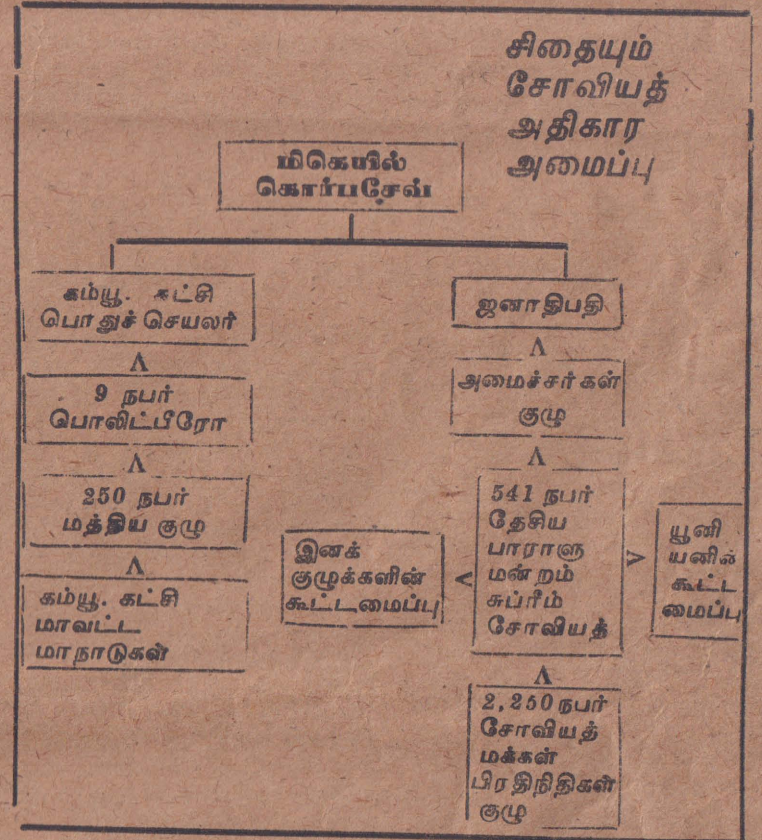 சிதையும்
சோவியத்
அதிகார
அமைப்பு
மிகெயில்
கொர்பசேவ்
கம்யூ. கட்சி
பொதுச் செயலர்
Λ
9 நபர்
பொலிட்பீரோ
Λ
250 நபர்
மத்திய குழு
Λ
கம்யூ. கட்சி
மாவட்ட
மாநாடுகள்
ஜனாதிபதி
Λ
அமைச்சர்கள்
குழு
Λ
541 நபர்
தேசிய
பாராளு
மன்றம்
சுப்ரீம்
சோவியத்
<
இனக்
குழுக்களின்
கூட்டமைப்பு
>
யூனி
யனின்
கூட்ட
மைப்பு
Λ
2,250 நபர்
சோவியத்
மக்கள்
பிரதிநிதிகள்
குழு